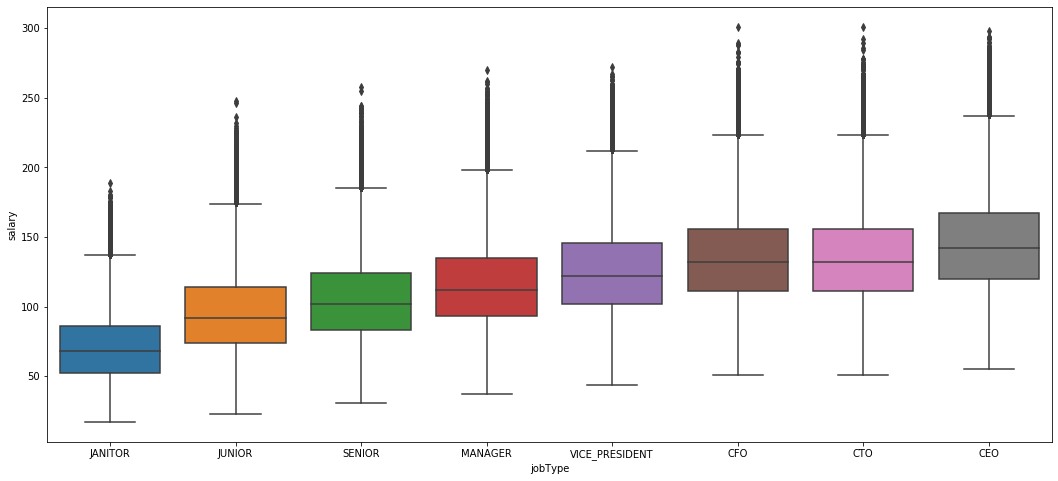 300
250
200
150
100
50
salary
JANITOR JUNIOR SENIOR MANAGER VICE_PRESIDENT CFO CTO CEO
jobType